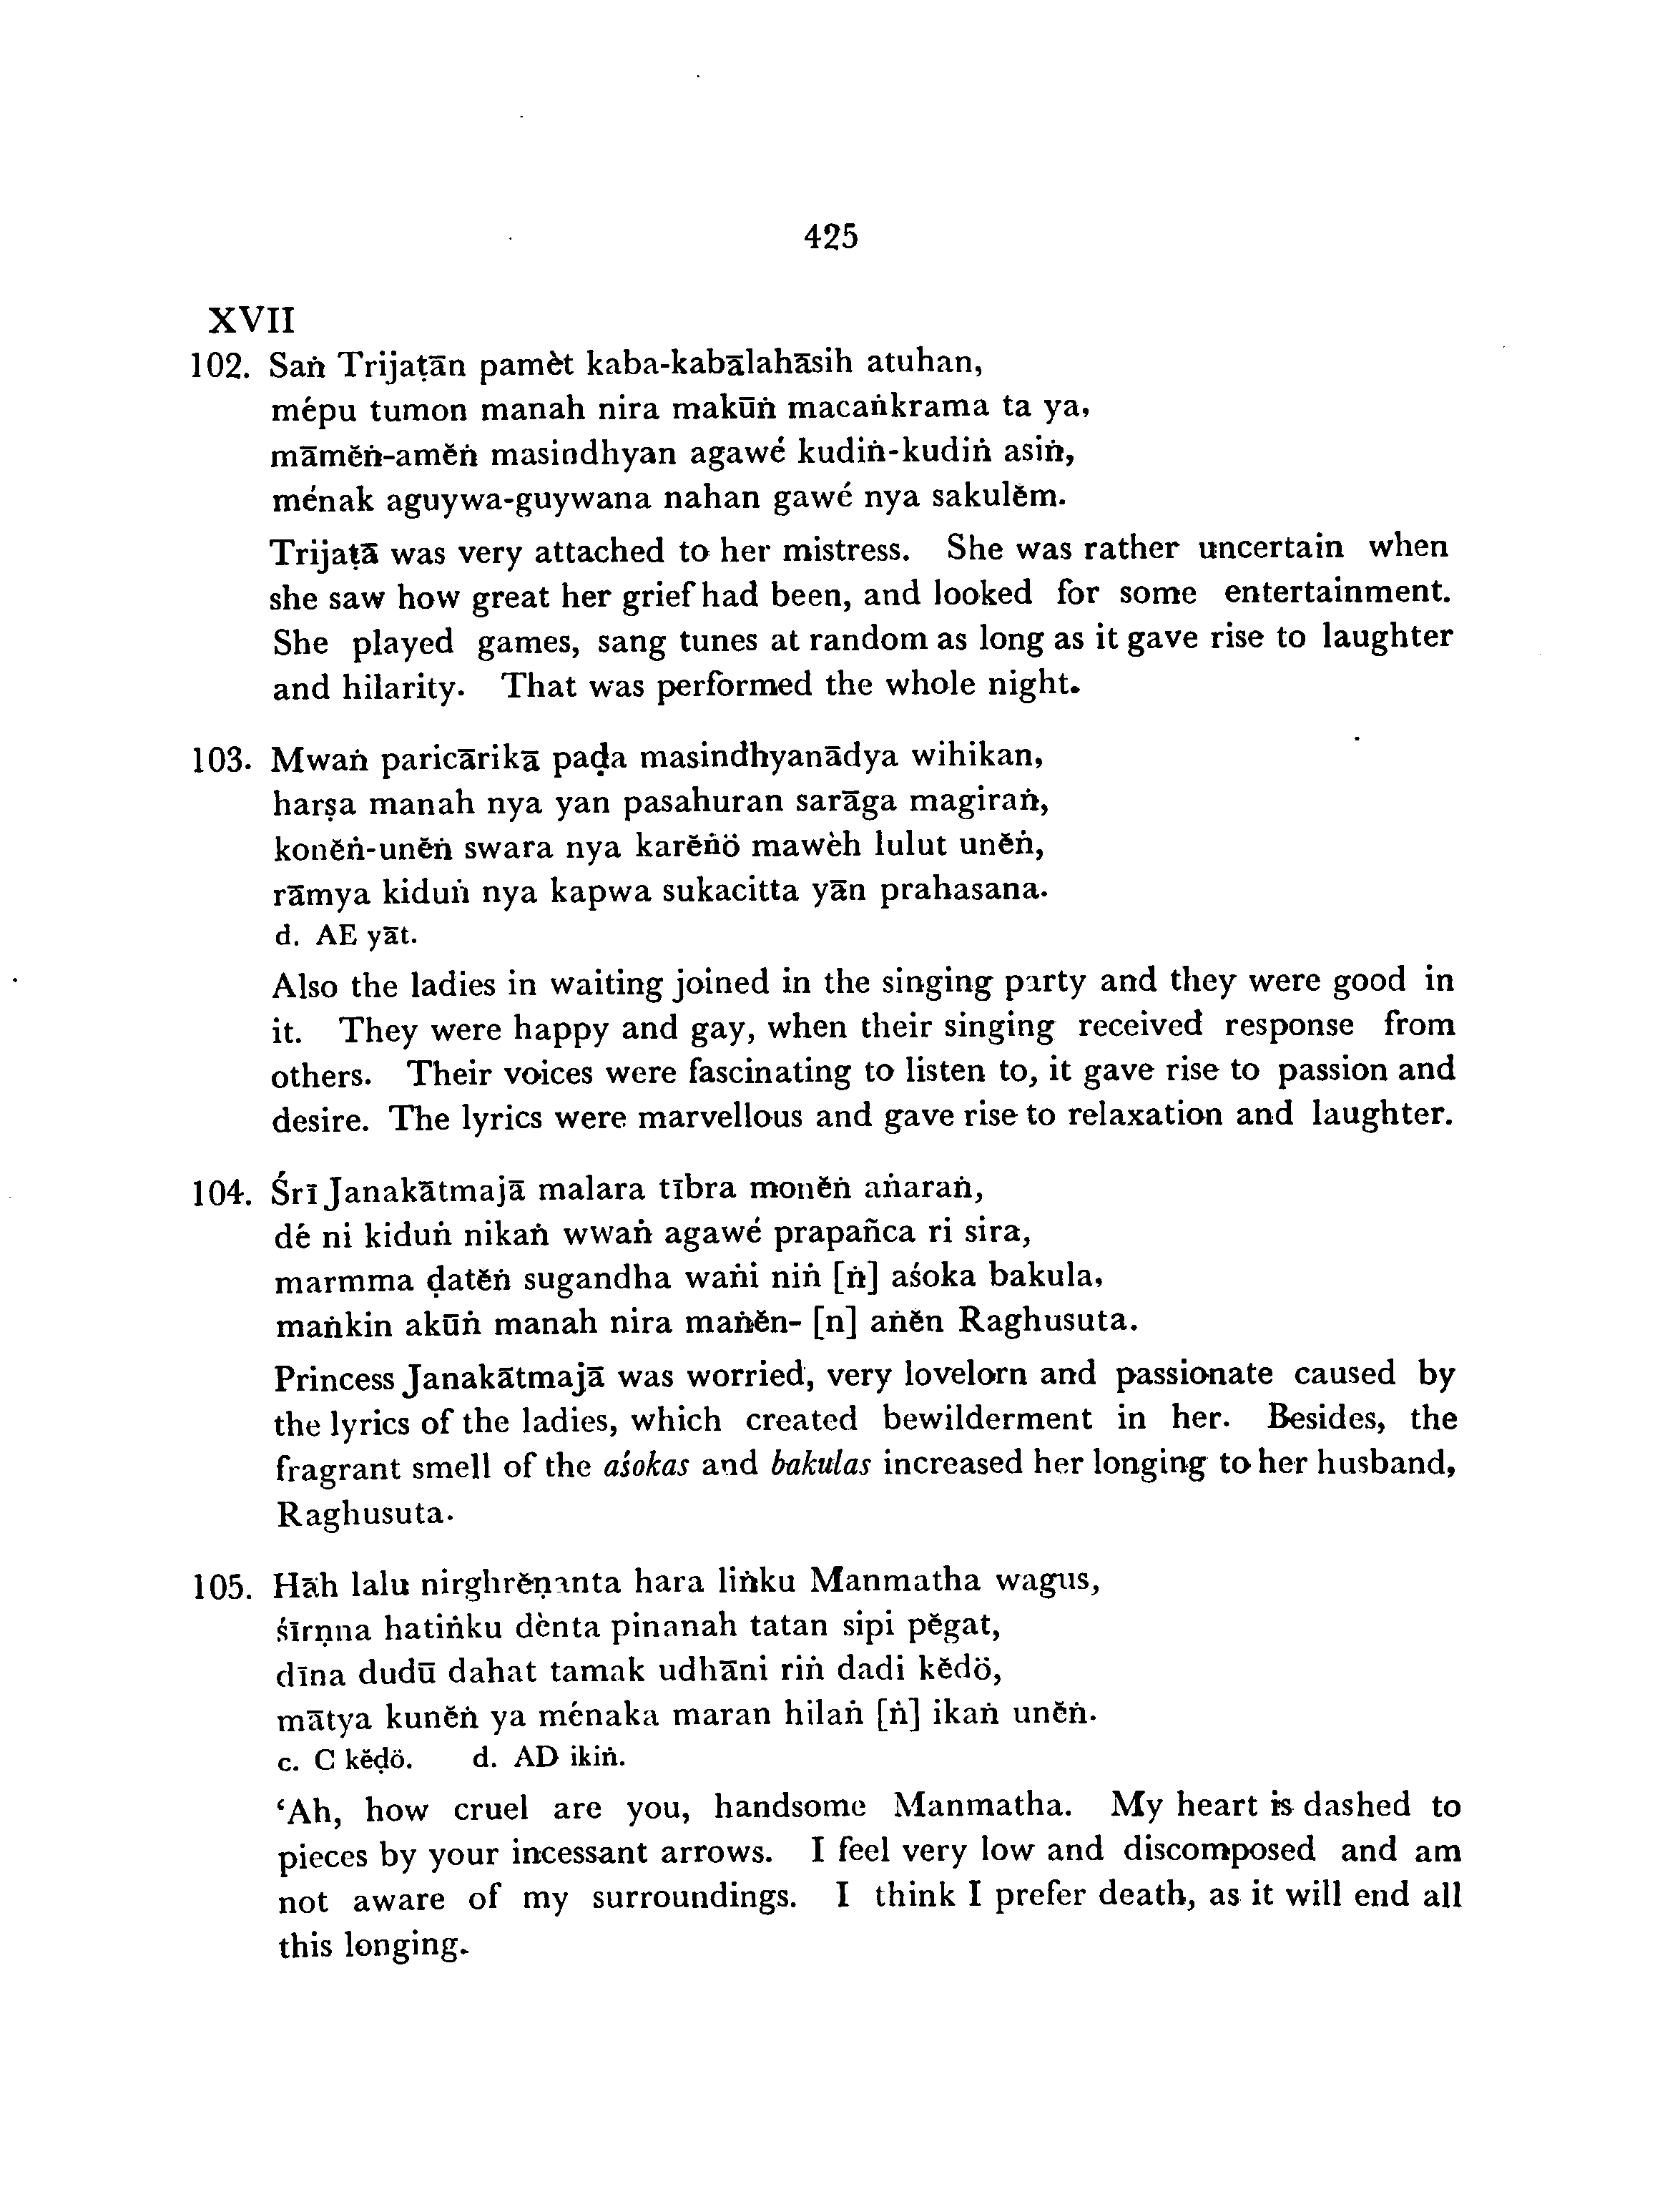 425
XVII
102. Saṅ Trijaṭān pamèt kaba-kabālahāsih atuhan,
mépu tumon manah nira makūṅ macaṅkrama ta ya,
māmĕṅ-amĕṅ masindhyan agawé kudiṅ-kudiṅ asiṅ,
ménak aguywa-guywana nahan gawé nya sakulĕm.
Trijaṭā was very attached to her mistress. She was rather uncertain when
she saw how great her grief had been, and looked for some entertainment.
She played games, sang tunes at random as long as it gave rise to laughter
and hilarity. That was performed the whole night.
103. Mwaṅ paricārikā paḍa masindhyanādya wihikan,
harṣa manah nya yan pasahuran sarāga magiraṅ,
konĕṅ-unĕṅ swara nya karĕṅö mawèh lulut unĕṅ,
rāmya kiduṅ nya kapwa sukacitta yān prahasana.
d. AE yāt.
Also the ladies in waiting joined in the singing party and they were good in
it. They were happy and gay, when their singing received response from
others. Their voices were fascinating to listen to, it gave rise to passion and
desire. The lyrics were marvellous and gave rise to relaxation and laughter.
104. Śrī Janakātmajā malara tībra monĕṅ aṅaraṅ,
dé ni kiduṅ nikaṅ wwaṅ agawé prapañca ri sira,
marmma ḍatĕṅ sugandha waṅi niṅ [ṅ] aśoka bakula,
maṅkin akūṅ manah nira maṅĕn- [n] aṅĕn Raghusuta.
Princess Janakātmajā was worried, very lovelorn and passionate caused by
the lyrics of the ladies, which created bewilderment in her. Besides, the
fragrant smell of the aśokas and bakulas increased her longing to her husband,
Raghusuta.
105. Hāh lalu nirghrĕṇanta hara liṅku Manmatha wagus,
śīrṇna hatiṅku dènta pinanah tatan sipi pĕgat,
dīna dudū dahat tamak udhāni riṅ dadi kĕdö,
mātya kunĕṅ ya ménaka maran hilaṅ [ṅ] ikaṅ unĕṅ.
c. C kĕḍö. d. AD ikiṅ.
‘Ah, how cruel are you, handsome Manmatha. My heart is dashed to
pieces by your incessant arrows. I feel very low and discomposed and am
not aware of my surroundings. I think I prefer death, as it will end all
this longing.